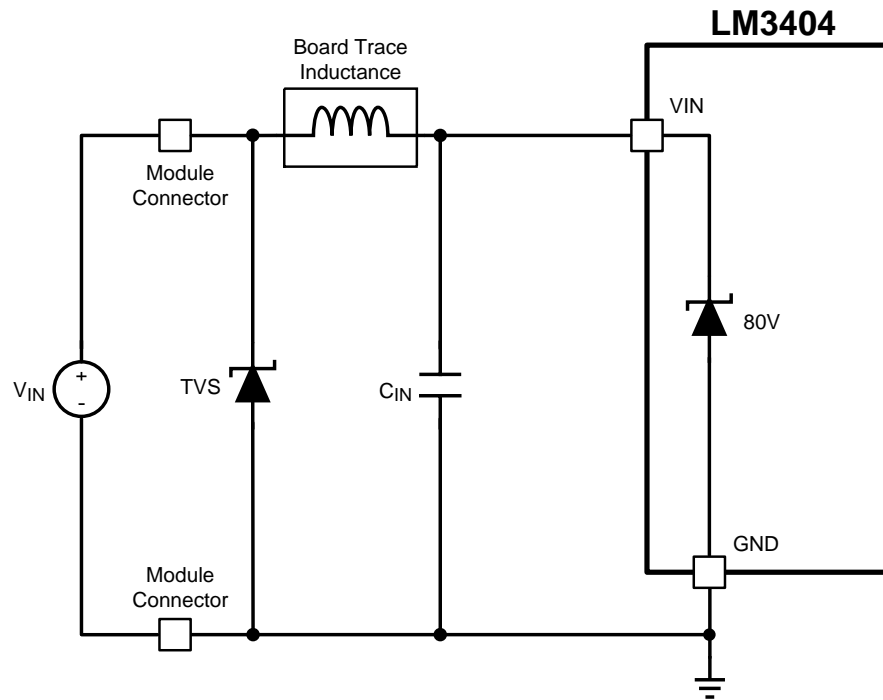 LM3404
Board Trace
Inductance
VIN
Module
Connector
80V
TVS
CIN
VIN
+
-
GND
Module
Connector